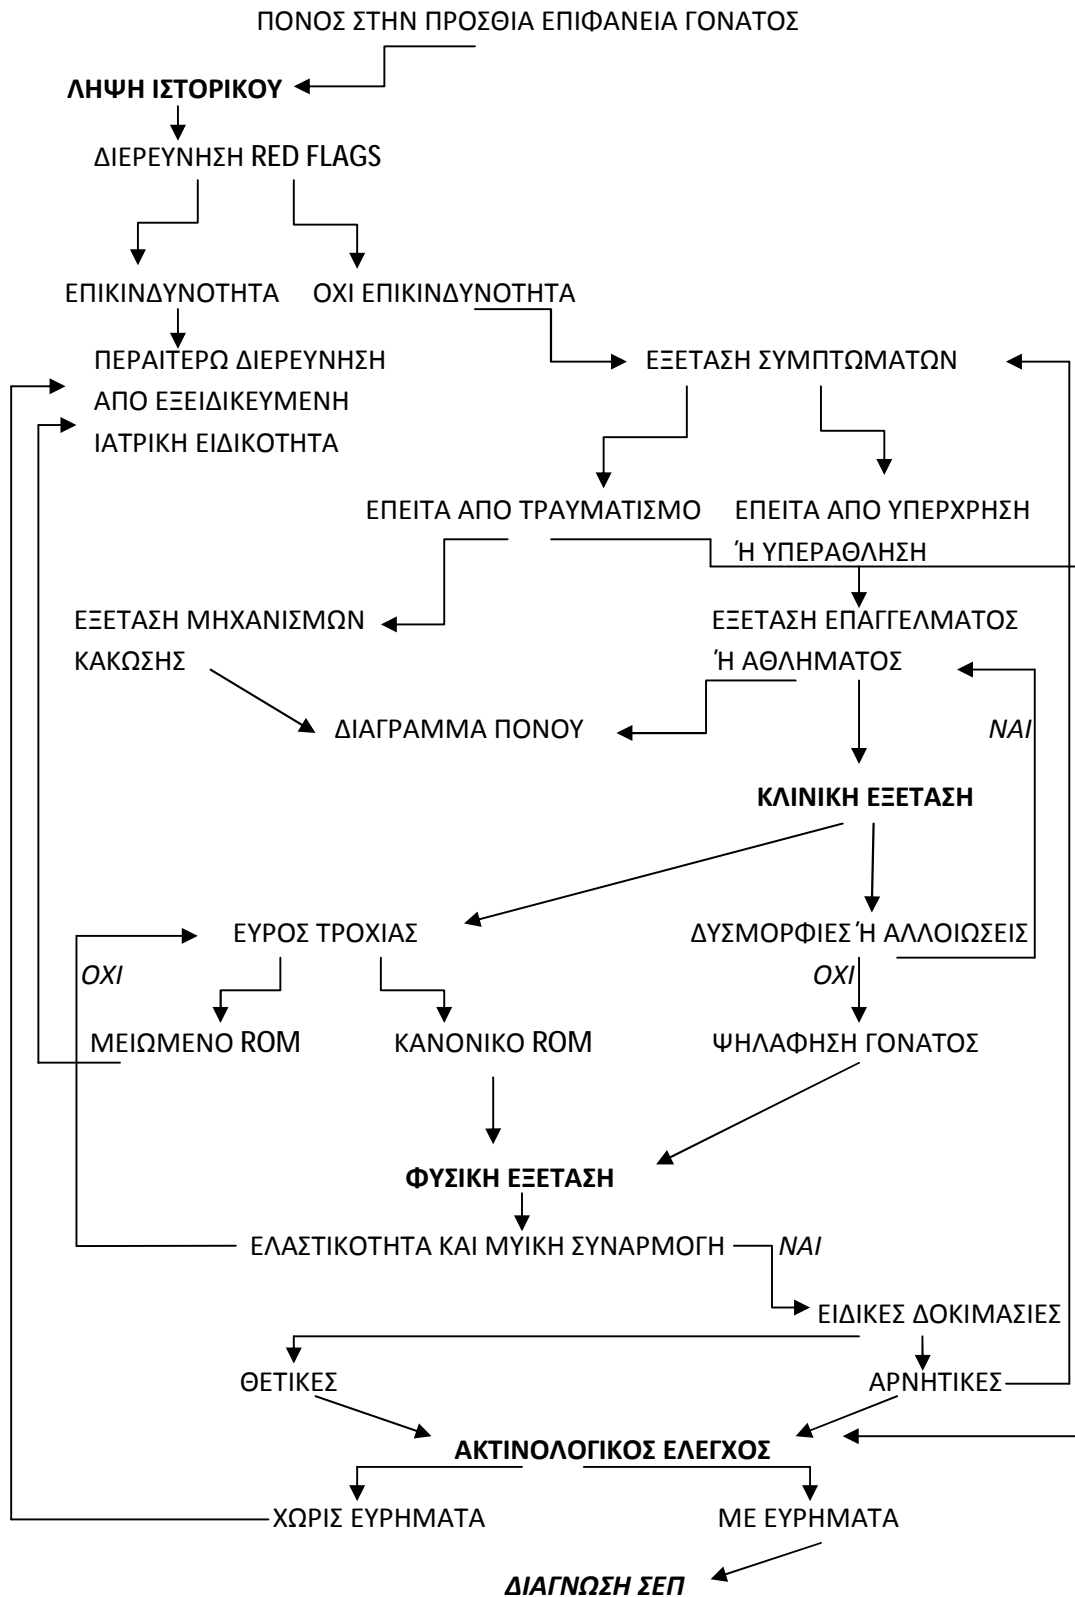 ΠΟΝΟΣ ΣΤΗΝ ΠΡΟΣΘΙΑ ΕΠΙΦΑΝΕΙΑ ΓΟΝΑΤΟΣ
ΛΗΨΗ ΙΣΤΟΡΙΚΟΥ
ΔΙΕΡΕΥΝΗΣΗ RED FLAGS
ΕΠΙΚΙΝΔΥΝΟΤΗΤΑ ΟΧΙ ΕΠΙΚΙΝΔΥΝΟΤΗΤΑ
ΠΕΡΑΙΤΕΡΩ ΔΙΕΡΕΥΝΗΣΗ ΕΞΕΤΑΣΗ ΣΥΜΠΤΩΜΑΤΩΝ
ΑΠΟ ΕΞΕΙΔΙΚΕΥΜΕΝΗ
ΙΑΤΡΙΚΗ ΕΙΔΙΚΟΤΗΤΑ
ΕΠΕΙΤΑ ΑΠΟ ΤΡΑΥΜΑΤΙΣΜΟ ΕΠΕΙΤΑ ΑΠΟ ΥΠΕΡΧΡΗΣΗ
Ή ΥΠΕΡΑΘΛΗΣΗ
ΕΞΕΤΑΣΗ ΜΗΧΑΝΙΣΜΩΝ ΕΞΕΤΑΣΗ ΕΠΑΓΓΕΛΜΑΤΟΣ
ΚΑΚΩΣΗΣ Ή ΑΘΛΗΜΑΤΟΣ
ΔΙΑΓΡΑΜΜΑ ΠΟΝΟΥ ΝΑΙ
ΚΛΙΝΙΚΗ ΕΞΕΤΑΣΗ
ΕΥΡΟΣ ΤΡΟΧΙΑΣ ΔΥΣΜΟΡΦΙΕΣ Ή ΑΛΛΟΙΩΣΕΙΣ
ΟΧΙ ΟΧΙ
ΜΕΙΩΜΕΝΟ ROM ΚΑΝΟΝΙΚΟ ROM ΨΗΛΑΦΗΣΗ ΓΟΝΑΤΟΣ
ΦΥΣΙΚΗ ΕΞΕΤΑΣΗ
ΕΛΑΣΤΙΚΟΤΗΤΑ ΚΑΙ ΜΥΙΚΗ ΣΥΝΑΡΜΟΓΗ ΝΑΙ
ΕΙΔΙΚΕΣ ΔΟΚΙΜΑΣΙΕΣ
ΘΕΤΙΚΕΣ ΑΡΝΗΤΙΚΕΣ
ΑΚΤΙΝΟΛΟΓΙΚΟΣ ΕΛΕΓΧΟΣ
ΧΩΡΙΣ ΕΥΡΗΜΑΤΑ ΜΕ ΕΥΡΗΜΑΤΑ
ΔΙΑΓΝΩΣΗ ΣΕΠ